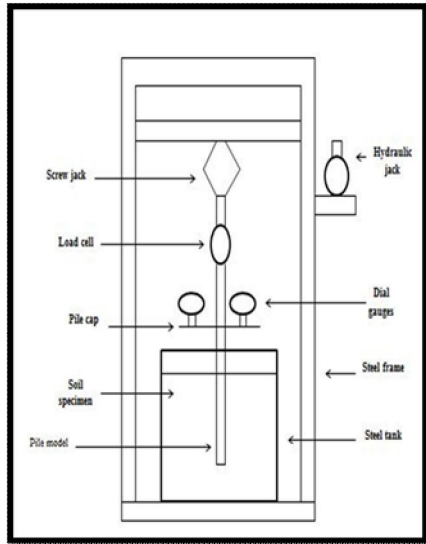 Hydraulic
jack
Screw jack
Load cell
Dial
gauges
Pile cap
Steel frame
Soil
specimen
Steel tank
Pile model